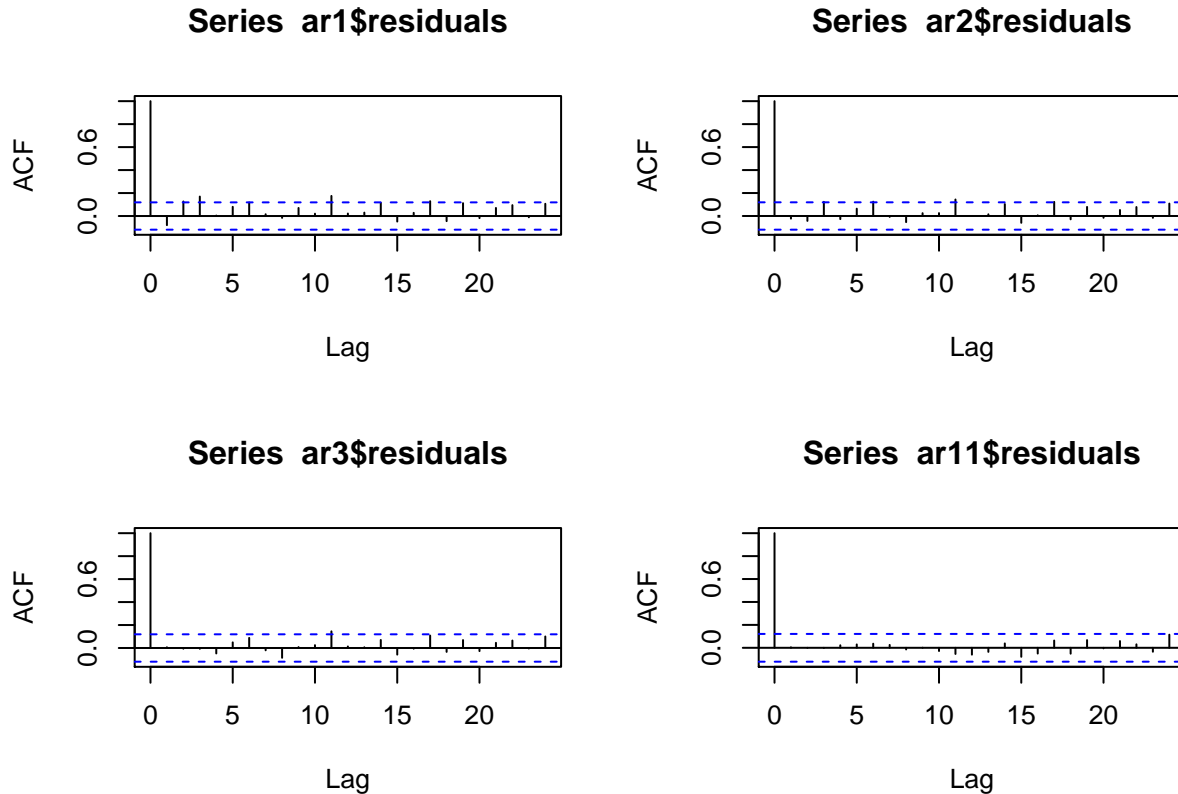 Series ar1$residuals
ACF
0.0 0.6
0 5 10 15 20
Lag
Series ar2$residuals
ACF
0.0 0.6
0 5 10 15 20
Lag
Series ar3$residuals
ACF
0.0 0.6
0 5 10 15 20
Lag
Series ar11$residuals
ACF
0.0 0.6
0 5 10 15 20
Lag